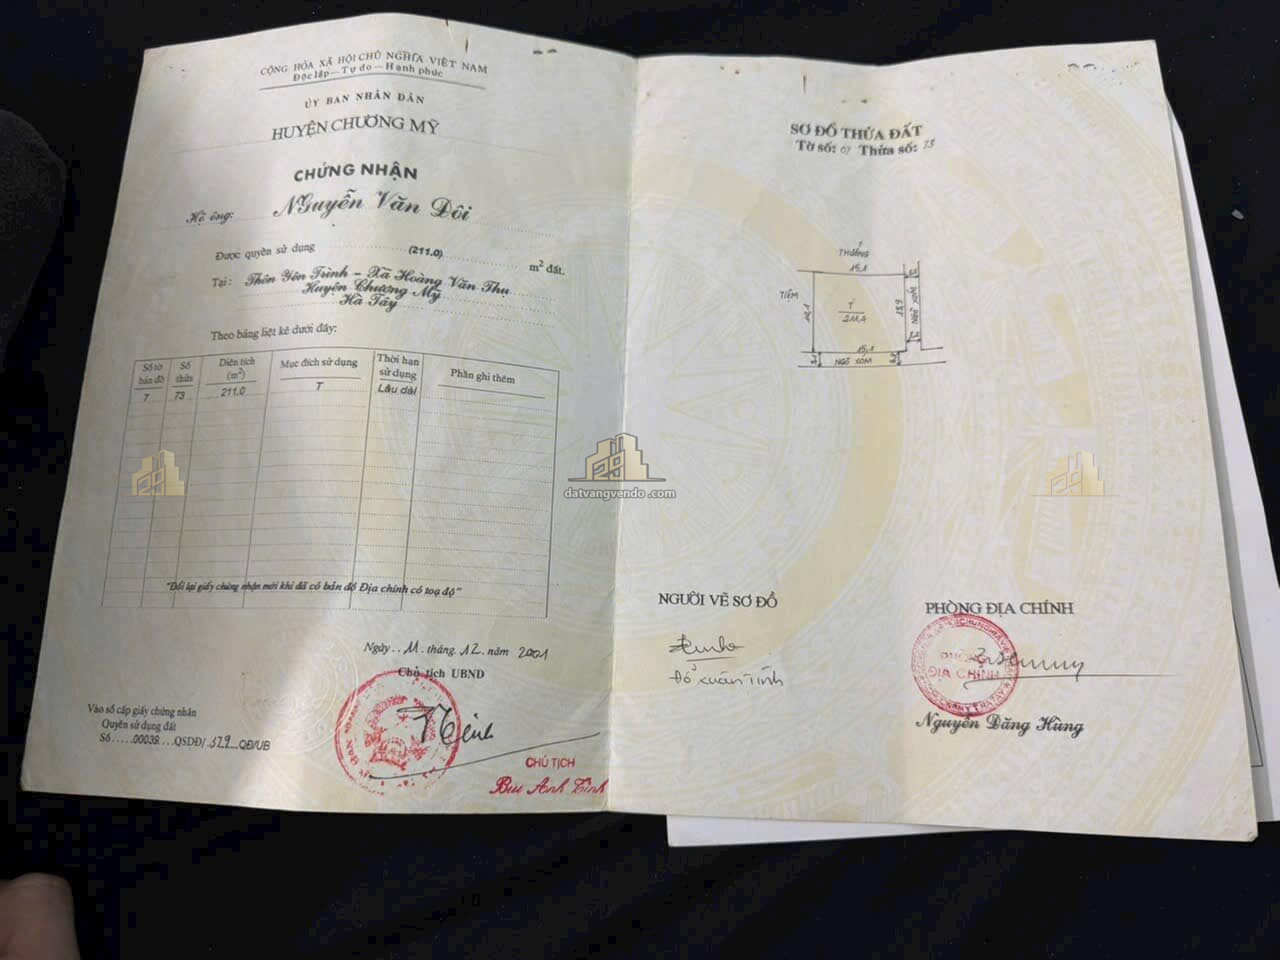 CỘNG HÒA XÃ HỘI CHỦ NGHĨA VIỆT NAM
Độc lập – Tự do – Hạnh phúc
ỦY BAN NHÂN DÂN
HUYỆN CHƯƠNG MỸ
CHỨNG NHẬN
Hộ ông: Nguyễn Văn Dôi
Được quyền sử dụng (211.0) m2 đất.
Tại: Thôn Yên Trình – Xã Hoàng Văn Thụ
Huyện Chương Mỹ
Hà Tây
Theo bảng liệt kê dưới đây:
Số tờ bản đồ Số thửa Diện tích (m2) Mục đích sử dụng Thời hạn sử dụng Phần ghi thêm
7 73 211.0 T Lâu dài
"Đổi lại giấy chứng nhận mới khi đã có bản đồ Địa chính có toạ độ"
Ngày 11 tháng 12 năm 2001
Chủ tịch UBND
Vào sổ cấp giấy chứng nhận
Quyền sử dụng đất
Số 00039 QSDĐ/ 529 QĐ/UB
CHỦ TỊCH
Bùi Anh Tình
SƠ ĐỒ THỬA ĐẤT
Tờ số: 07 Thửa số: 73
THƯỜNG
15,1
TIỀM
T
15,1
NGÕ XÓM
NGƯỜI VẼ SƠ ĐỒ
Đỗ Xuân Tính
PHÒNG ĐỊA CHÍNH
ĐỊA CHÍNH
Nguyễn Đăng Hùng
datvangvendo.com